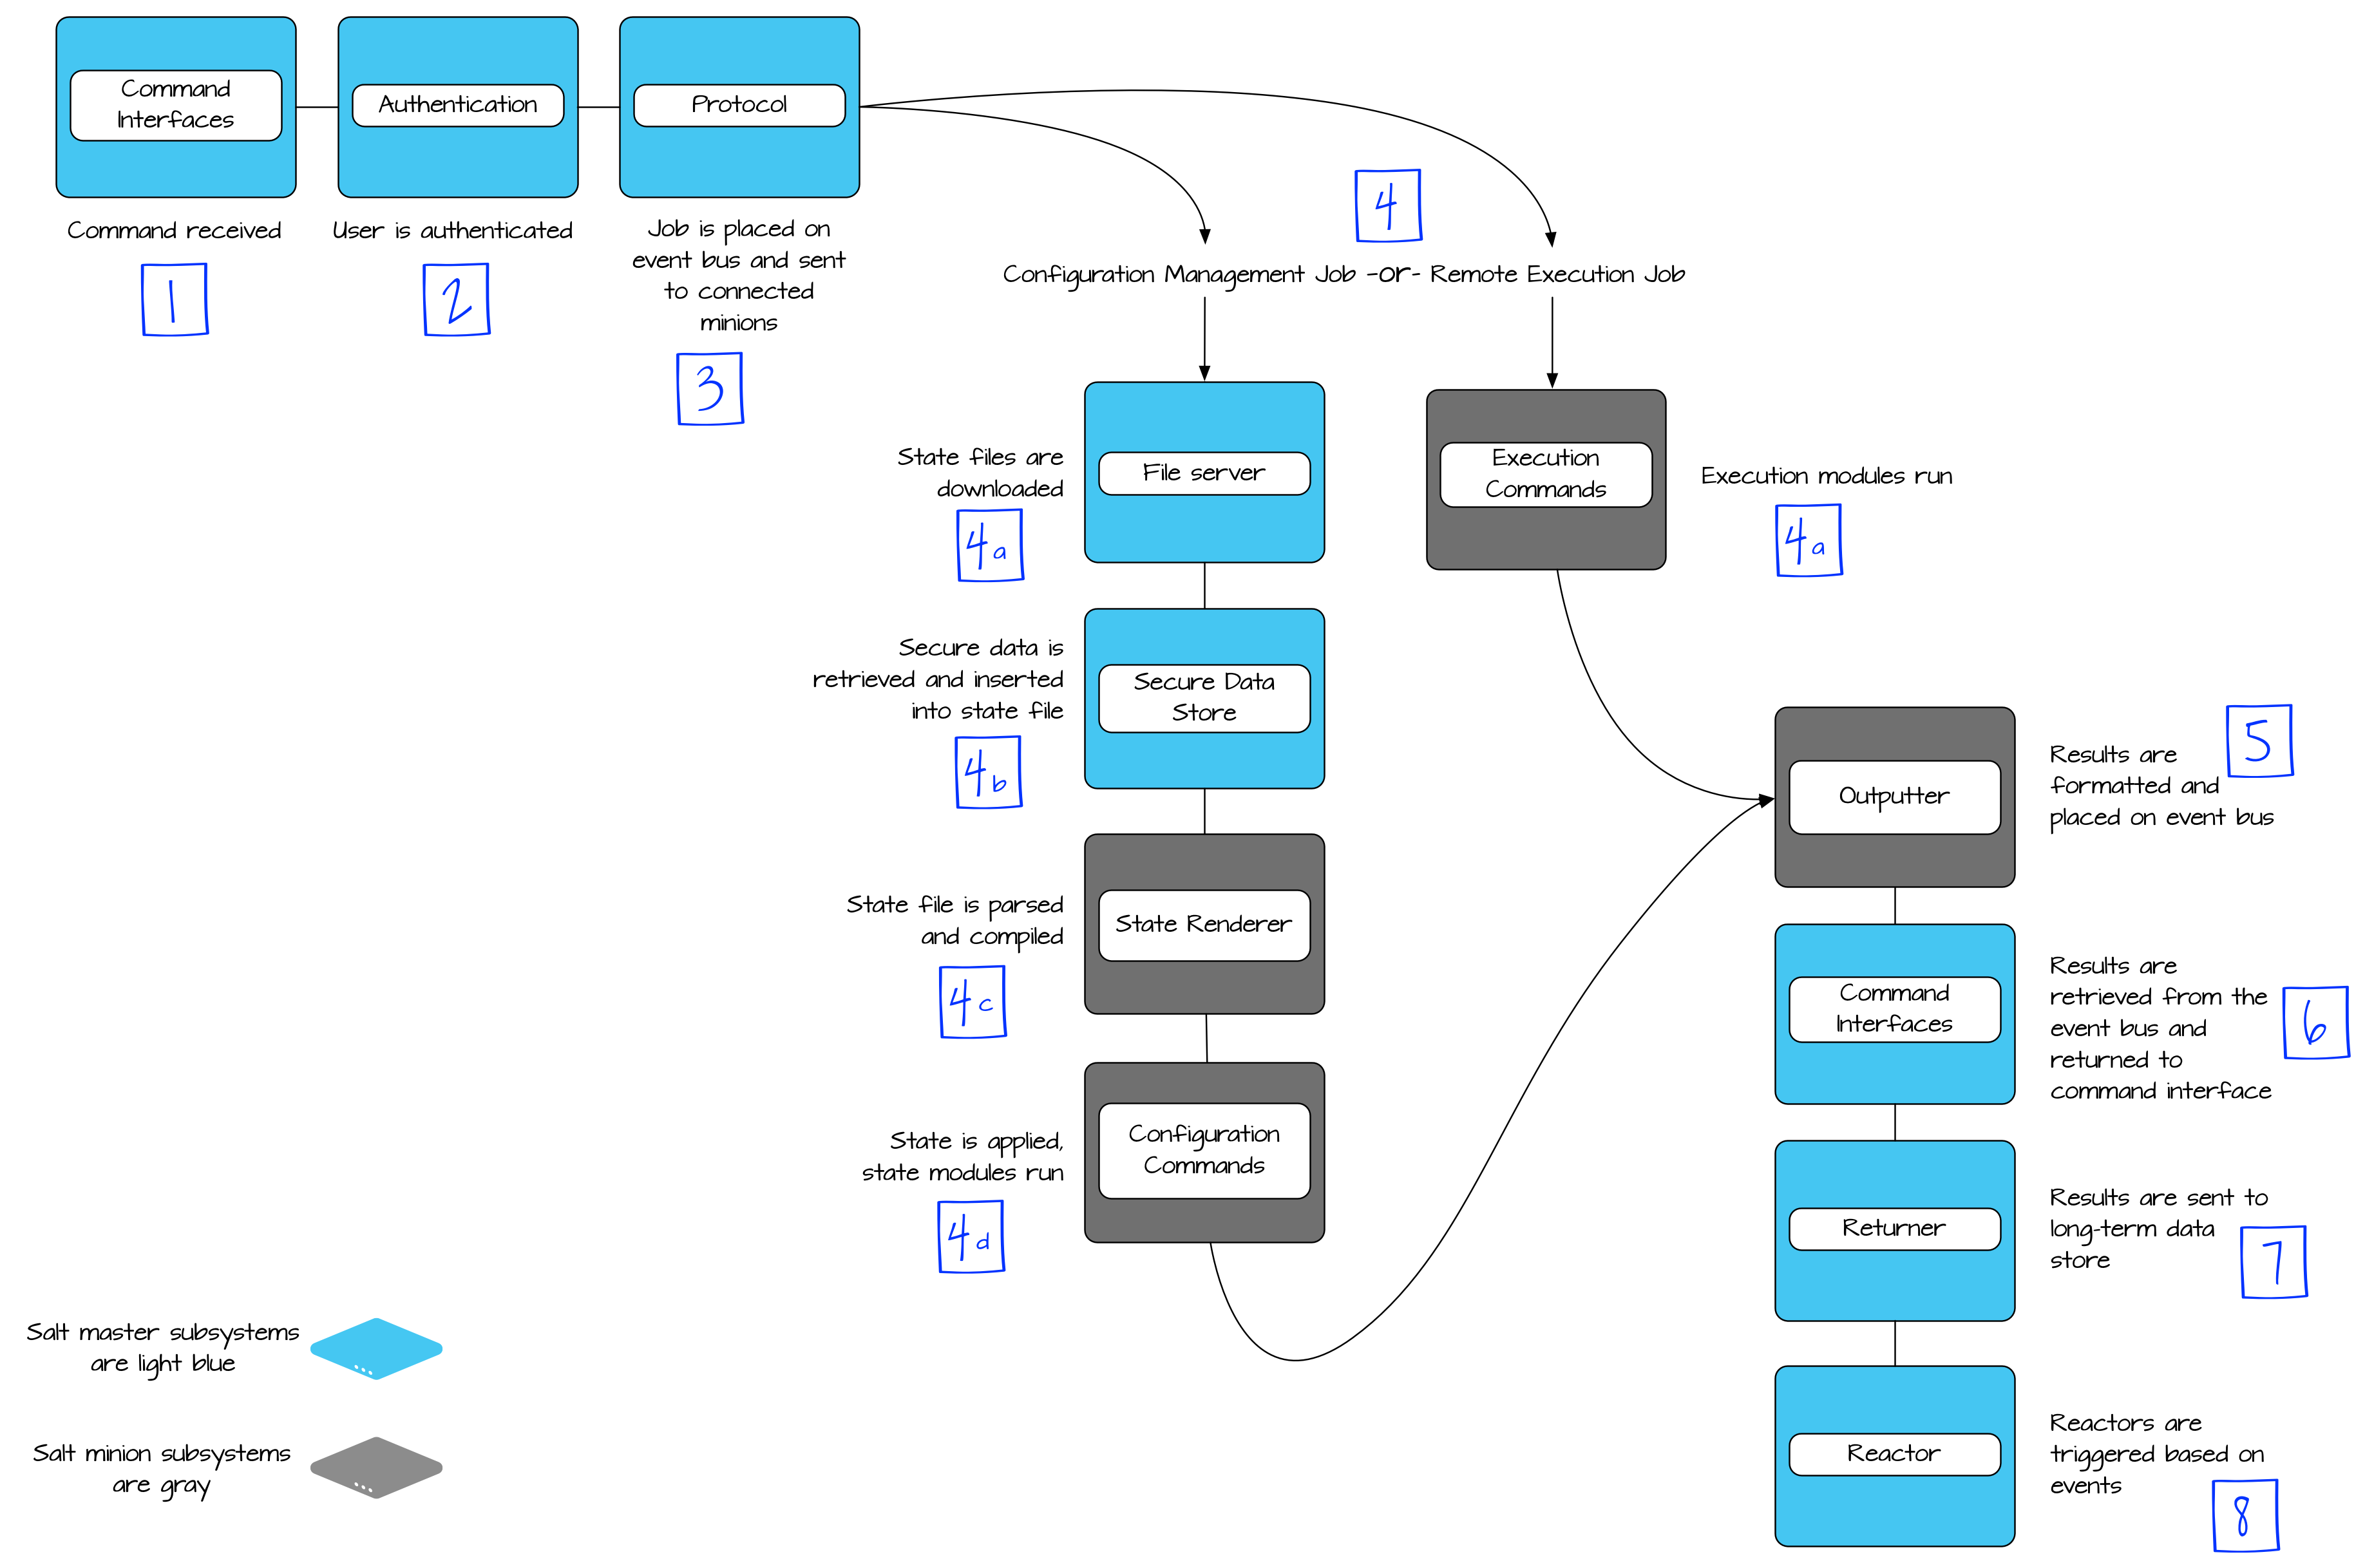 Command
Interfaces
Authentication
Protocol
Command received
1
User is authenticated
2
Job is placed on
event bus and sent
to connected
minions
3
4
Configuration Management Job -or- Remote Execution Job
State files are
downloaded
4a
File server
Execution
Commands
Execution modules run
4a
Secure data is
retrieved and inserted
into state file
4b
Secure Data
Store
State file is parsed
and compiled
4c
State Renderer
State is applied,
state modules run
4d
Configuration
Commands
Outputter
Results are
formatted and
placed on event bus
5
Command
Interfaces
Results are
retrieved from the
event bus and
returned to
command interface
6
Returner
Results are sent to
long-term data
store
7
Reactor
Reactors are
triggered based on
events
8
Salt master subsystems
are light blue
Salt minion subsystems
are gray